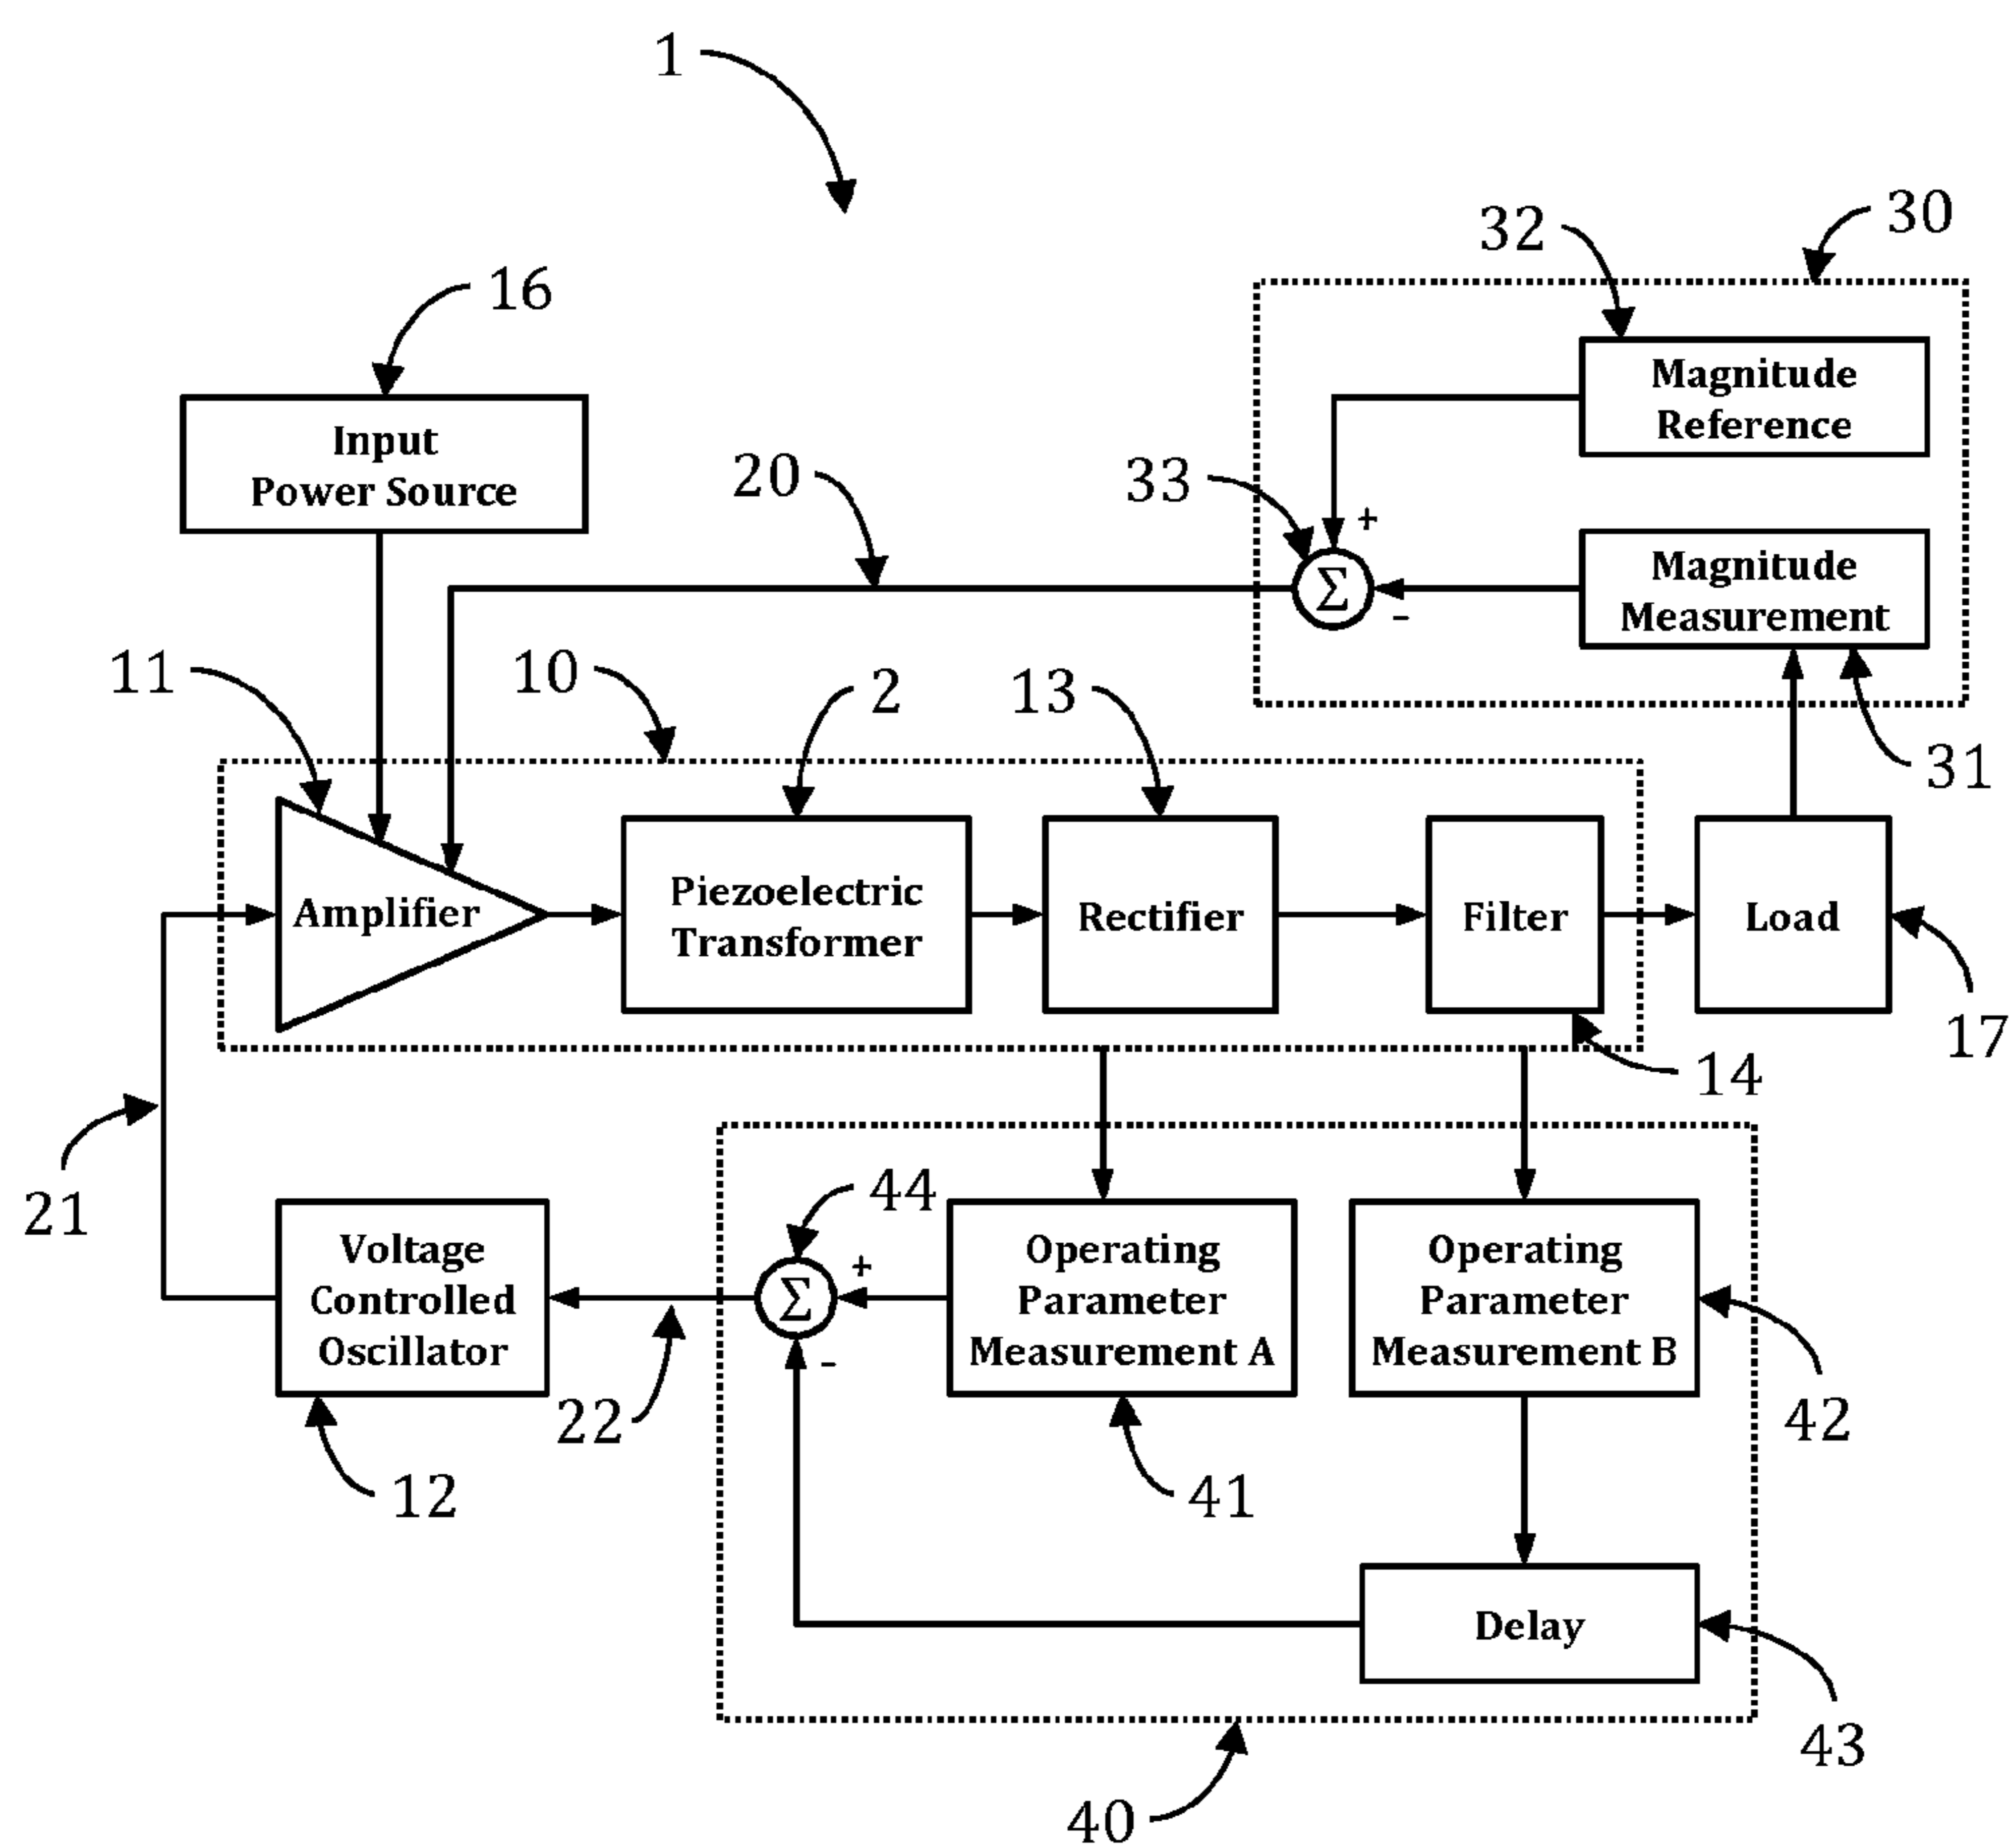 1
30
32
16
Magnitude
Reference
Input
Power Source
20
33
+
Σ
-
Magnitude
Measurement
11
10
2
13
31
Amplifier
Piezoelectric
Transformer
Rectifier
Filter
Load
17
14
21
44
Voltage
Controlled
Oscillator
Σ
+
-
Operating
Parameter
Measurement A
Operating
Parameter
Measurement B
22
42
12
41
Delay
43
40